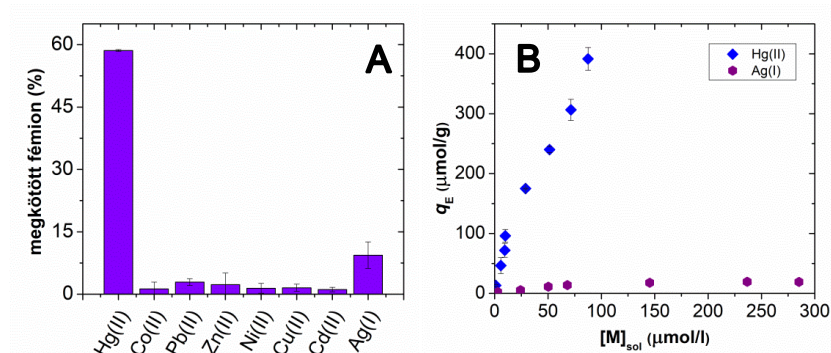 A
megkötött fémion (%)
60
45
30
15
0
Hg(II)
Co(II)
Pb(II)
Zn(II)
Ni(II)
Cu(II)
Cd(II)
Ag(I)
B
Hg(II)
Ag(I)
qE (µmol/g)
400
300
200
100
0
0 50 100 150 200 250 300
[M]sol (µmol/l)